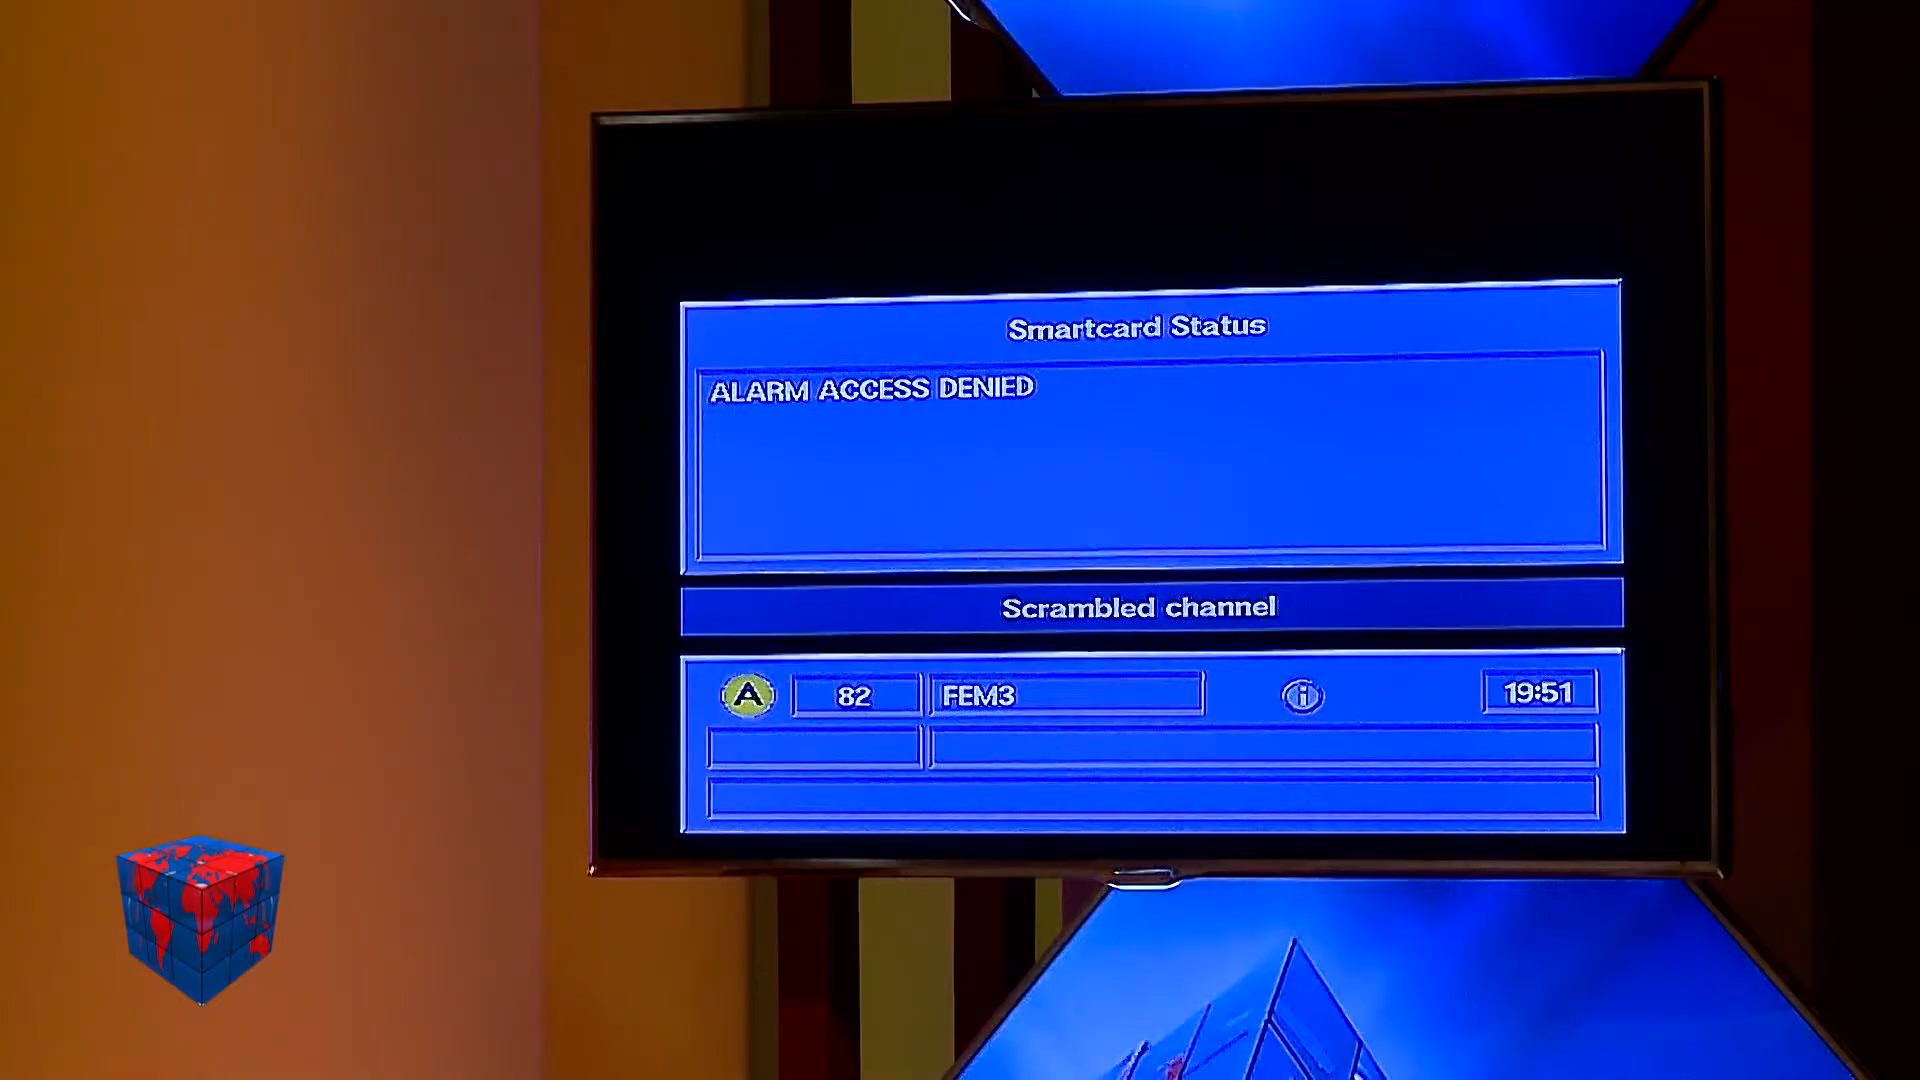 Smartcard Status
ALARM ACCESS DENIED
Scrambled channel
A 82 FEM3 i 19:51